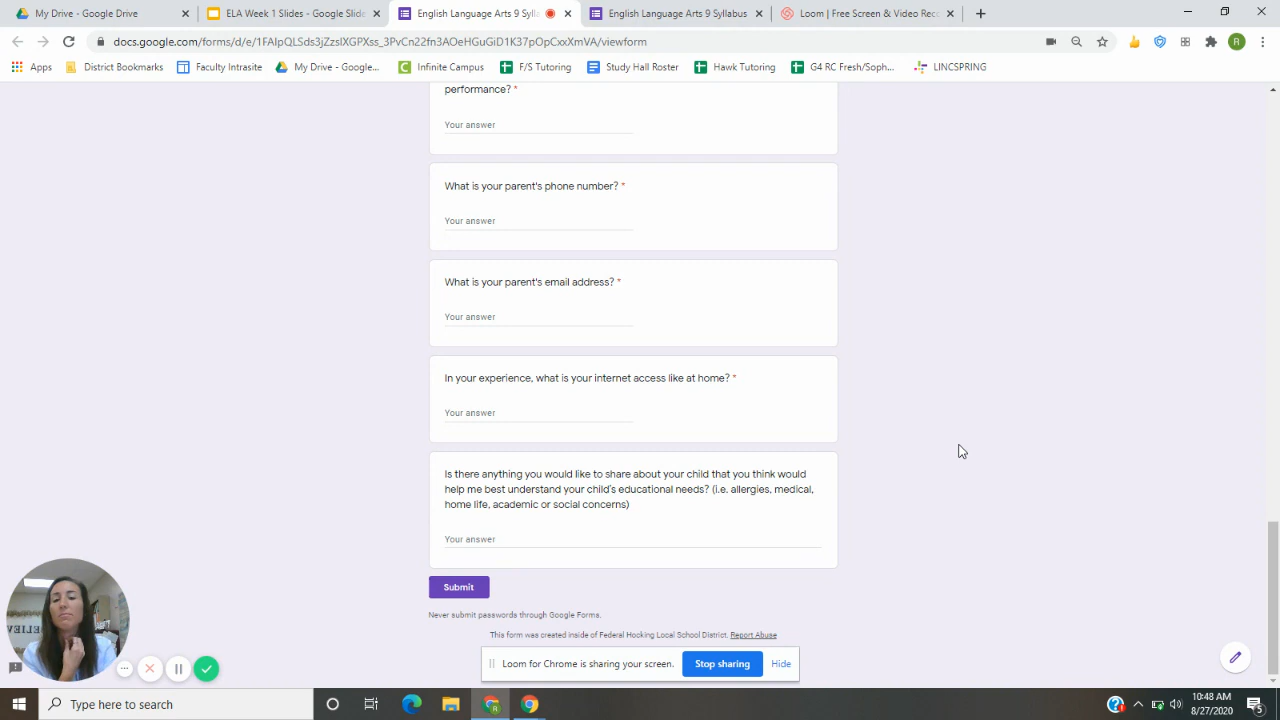 My Drive - Google Drive
ELA Week 1 Slides - Google Slide
English Language Arts 9 Sylla
English Language Arts 9 Syllabus
Loom | Free Screen & Video Rec
docs.google.com/forms/d/e/1FAIpQLSds3jZzslXGPXss_3PvCn22fn3AOeHGuGiD1K37pOpCxxXmVA/viewform
R
Apps
District Bookmarks
Faculty Intrasite
My Drive - Google...
Infinite Campus
F/S Tutoring
Study Hall Roster
Hawk Tutoring
G4 RC Fresh/Soph...
LINCSPRING
performance? *
Your answer
What is your parent's phone number? *
Your answer
What is your parent's email address? *
Your answer
In your experience, what is your internet access like at home? *
Your answer
Is there anything you would like to share about your child that you think would
help me best understand your child's educational needs? (i.e. allergies, medical,
home life, academic or social concerns)
Your answer
Submit
Never submit passwords through Google Forms.
This form was created inside of Federal Hocking Local School District. Report Abuse
Loom for Chrome is sharing your screen.
Stop sharing
Hide
Type here to search
10:48 AM
8/27/2020
5